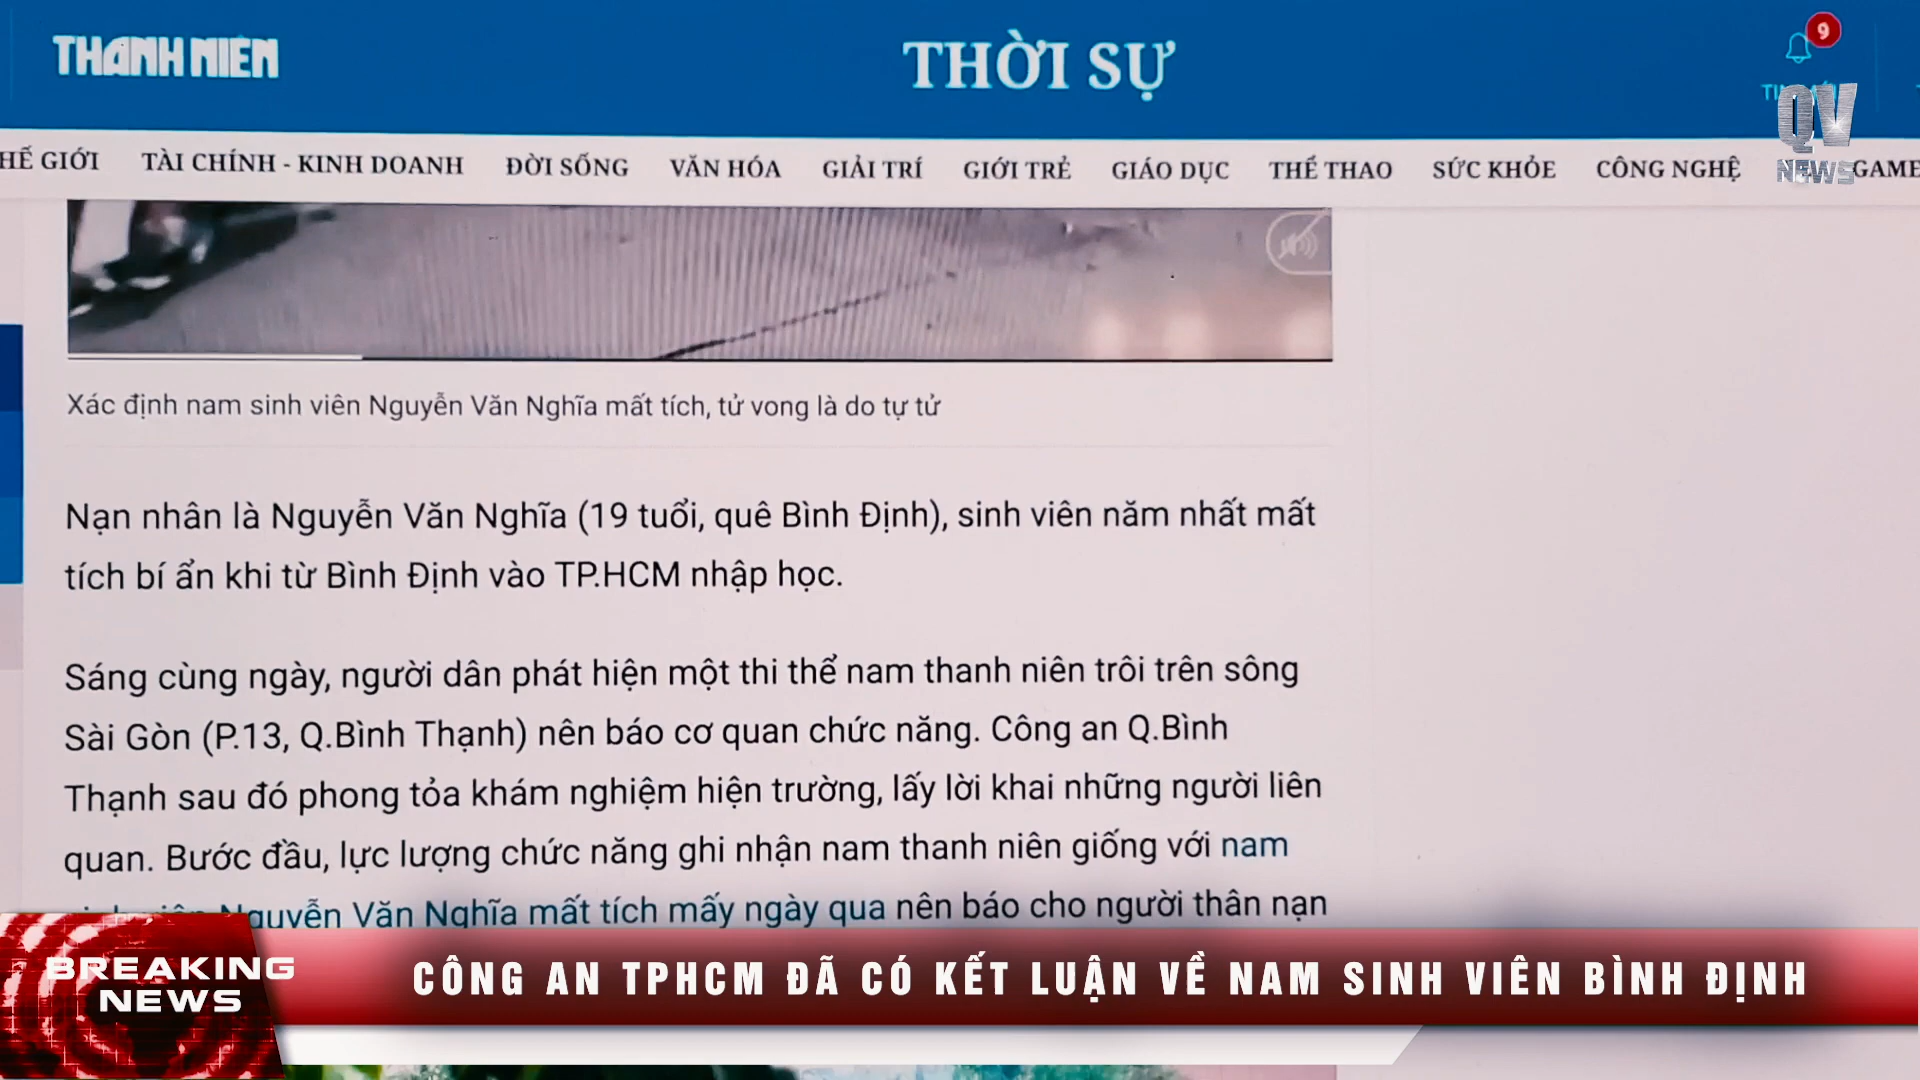 THANH NIÊN
THỜI SỰ
9
QV
NEWS
HẾ GIỚI TÀI CHÍNH - KINH DOANH ĐỜI SỐNG VĂN HÓA GIẢI TRÍ GIỚI TRẺ GIÁO DỤC THỂ THAO SỨC KHỎE CÔNG NGHỆ GAME
Xác định nam sinh viên Nguyễn Văn Nghĩa mất tích, tử vong là do tự tử
Nạn nhân là Nguyễn Văn Nghĩa (19 tuổi, quê Bình Định), sinh viên năm nhất mất
tích bí ẩn khi từ Bình Định vào TP.HCM nhập học.
Sáng cùng ngày, người dân phát hiện một thi thể nam thanh niên trôi trên sông
Sài Gòn (P.13, Q.Bình Thạnh) nên báo cơ quan chức năng. Công an Q.Bình
Thạnh sau đó phong tỏa khám nghiệm hiện trường, lấy lời khai những người liên
quan. Bước đầu, lực lượng chức năng ghi nhận nam thanh niên giống với nam
Nguyễn Văn Nghĩa mất tích mấy ngày qua nên báo cho người thân nạn
BREAKING
NEWS
CÔNG AN TPHCM ĐÃ CÓ KẾT LUẬN VỀ NAM SINH VIÊN BÌNH ĐỊNH